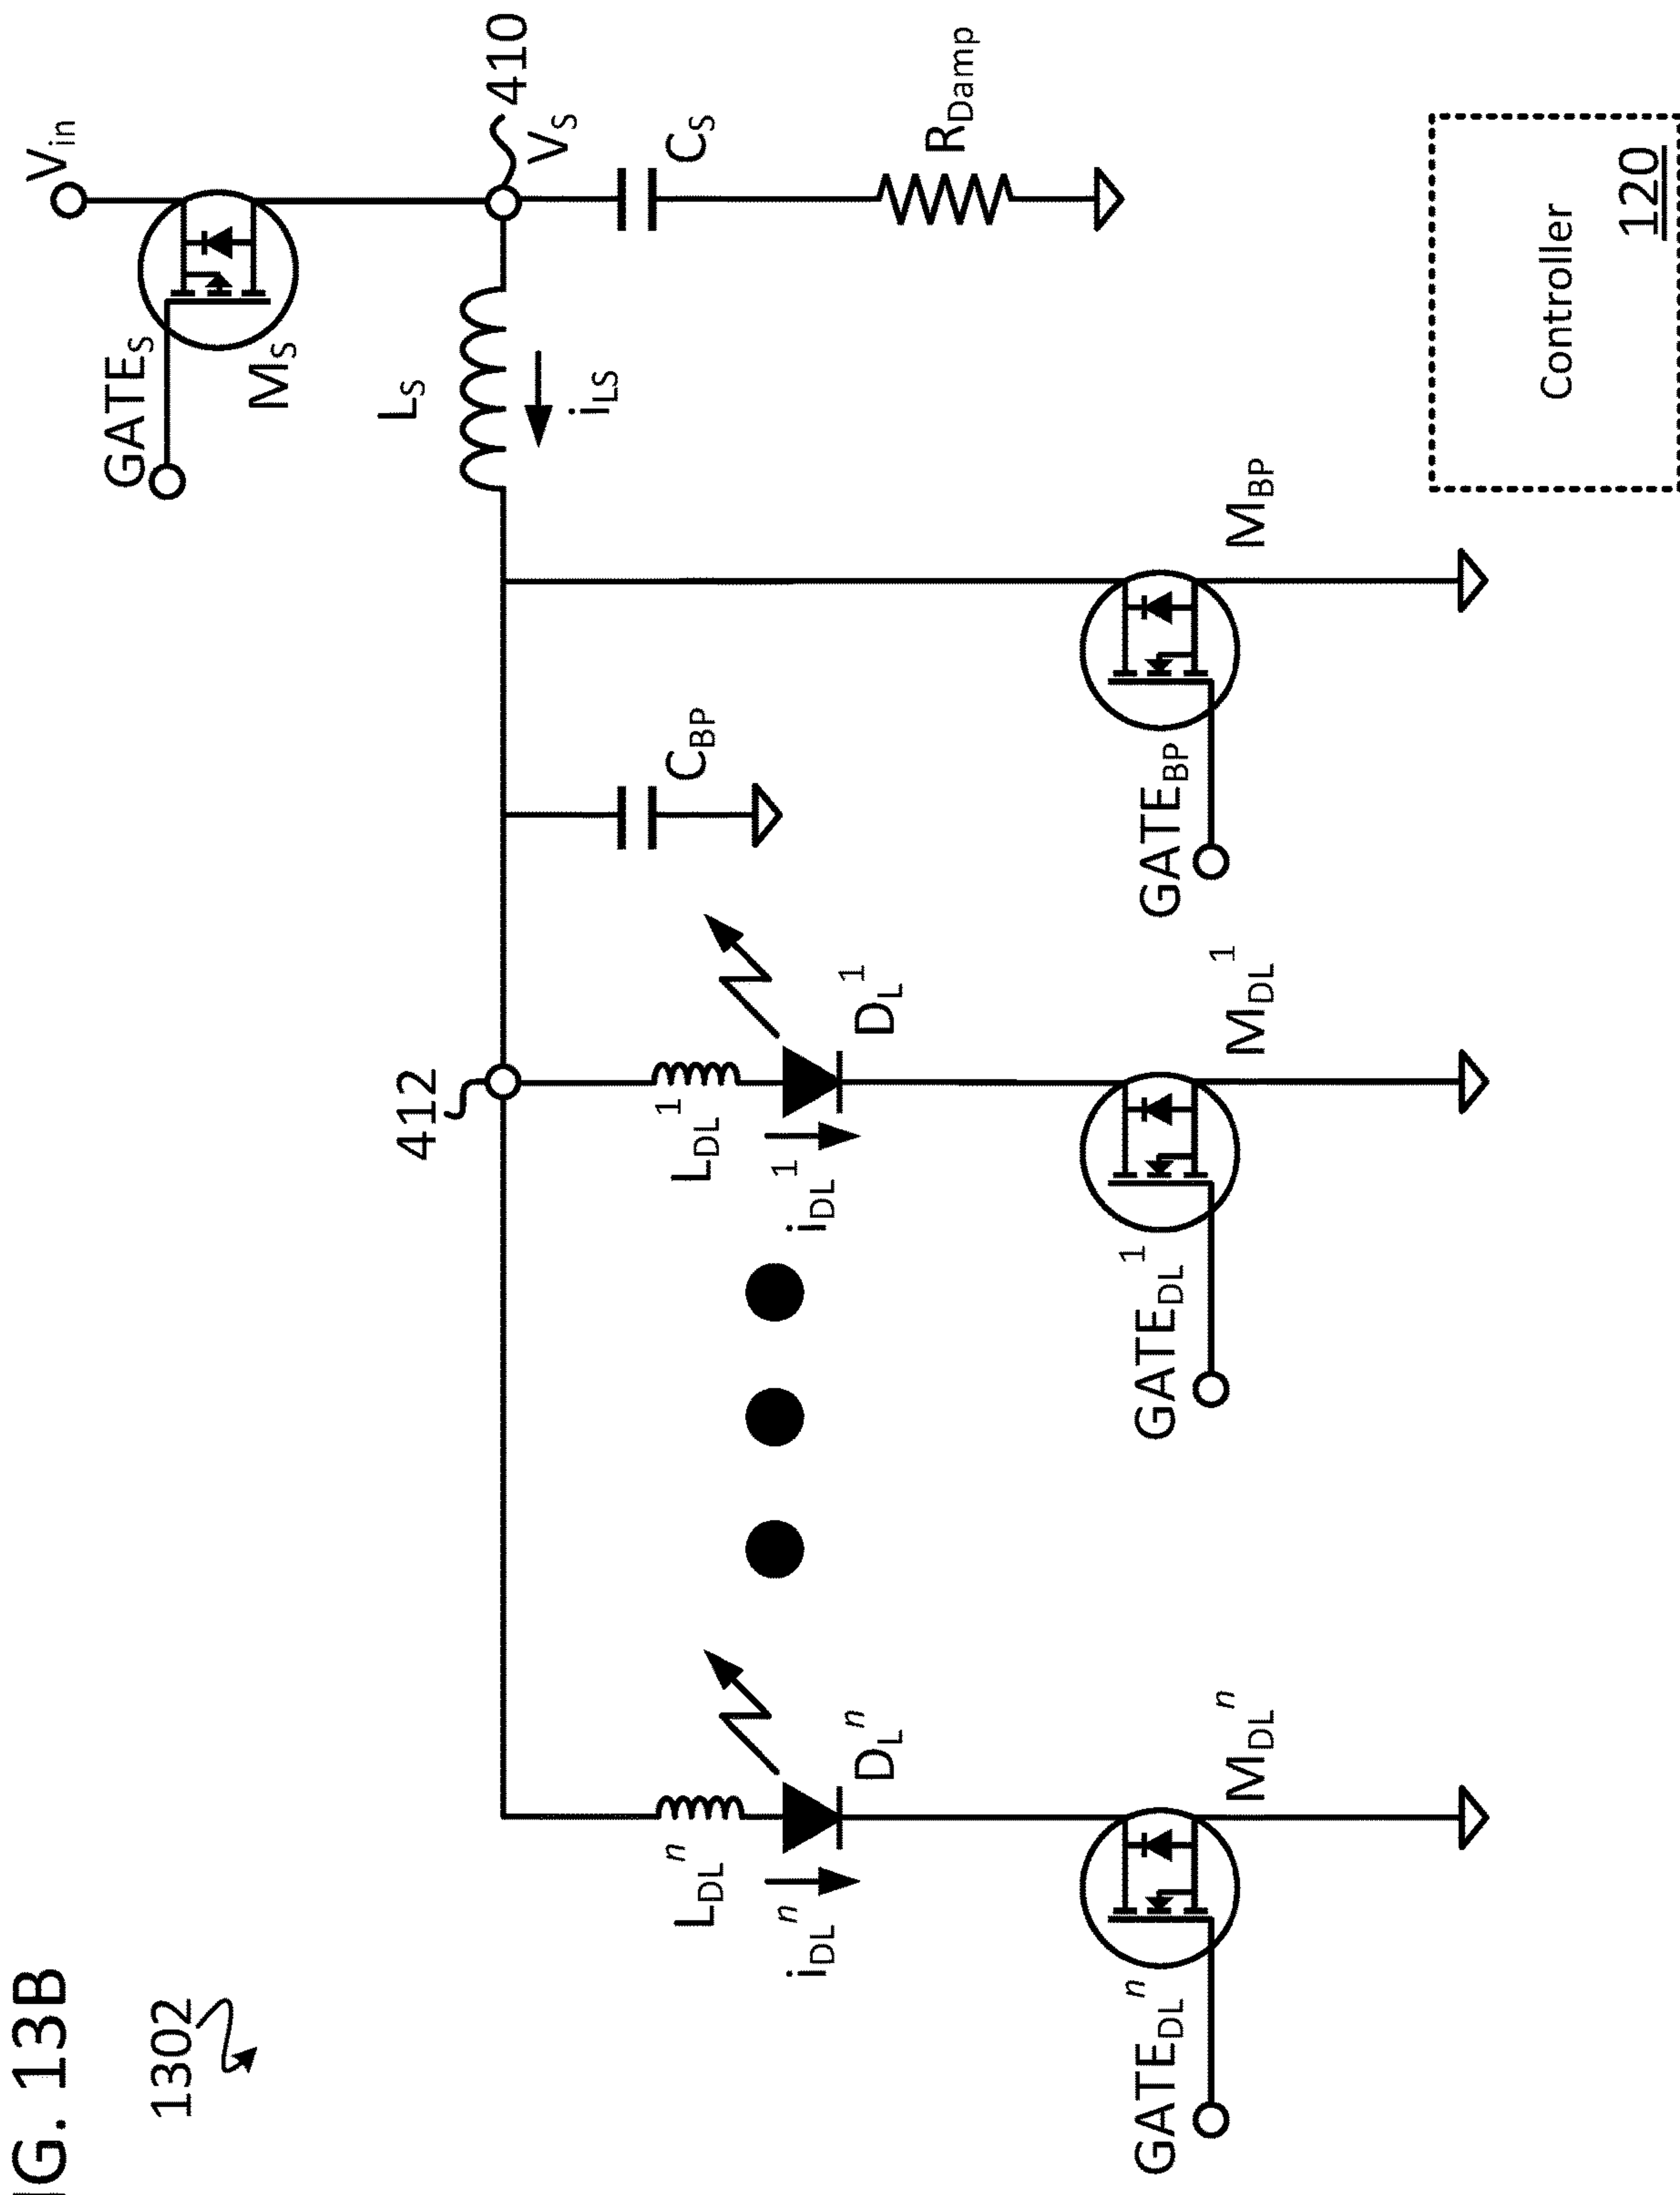 IG. 13B
1302
V_in
GATE_S
M_S
L_S
i_LS
412
410
V_S
C_S
R_Damp
C_BP
L_DL^n
i_DL^n
D_L^n
L_DL^1
i_DL^1
D_L^1
GATE_DL^n
M_DL^n
GATE_DL^1
M_DL^1
GATE_BP
M_BP
Controller
120